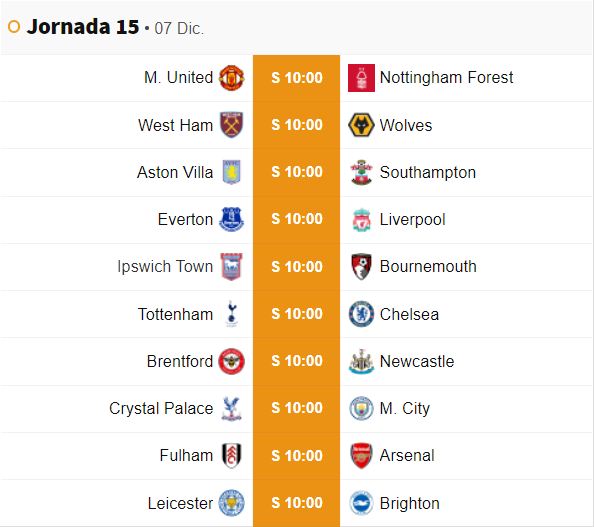 Jornada 15 • 07 Dic.
M. United S 10:00 Nottingham Forest
West Ham S 10:00 Wolves
Aston Villa S 10:00 Southampton
Everton S 10:00 Liverpool
Ipswich Town S 10:00 Bournemouth
Tottenham S 10:00 Chelsea
Brentford S 10:00 Newcastle
Crystal Palace S 10:00 M. City
Fulham S 10:00 Arsenal
Leicester S 10:00 Brighton